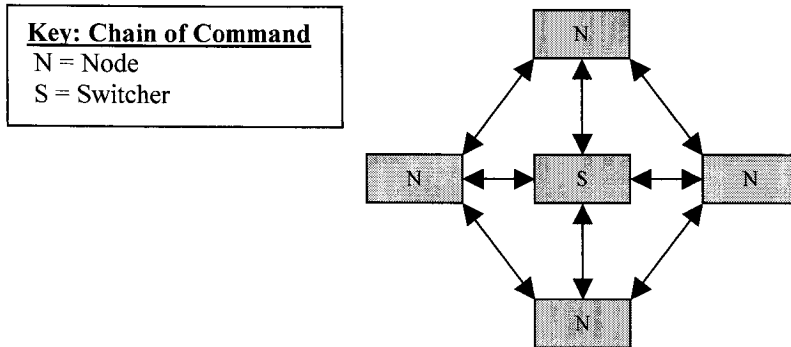 Key: Chain of Command
N = Node
S = Switcher
N
N
S
N
N